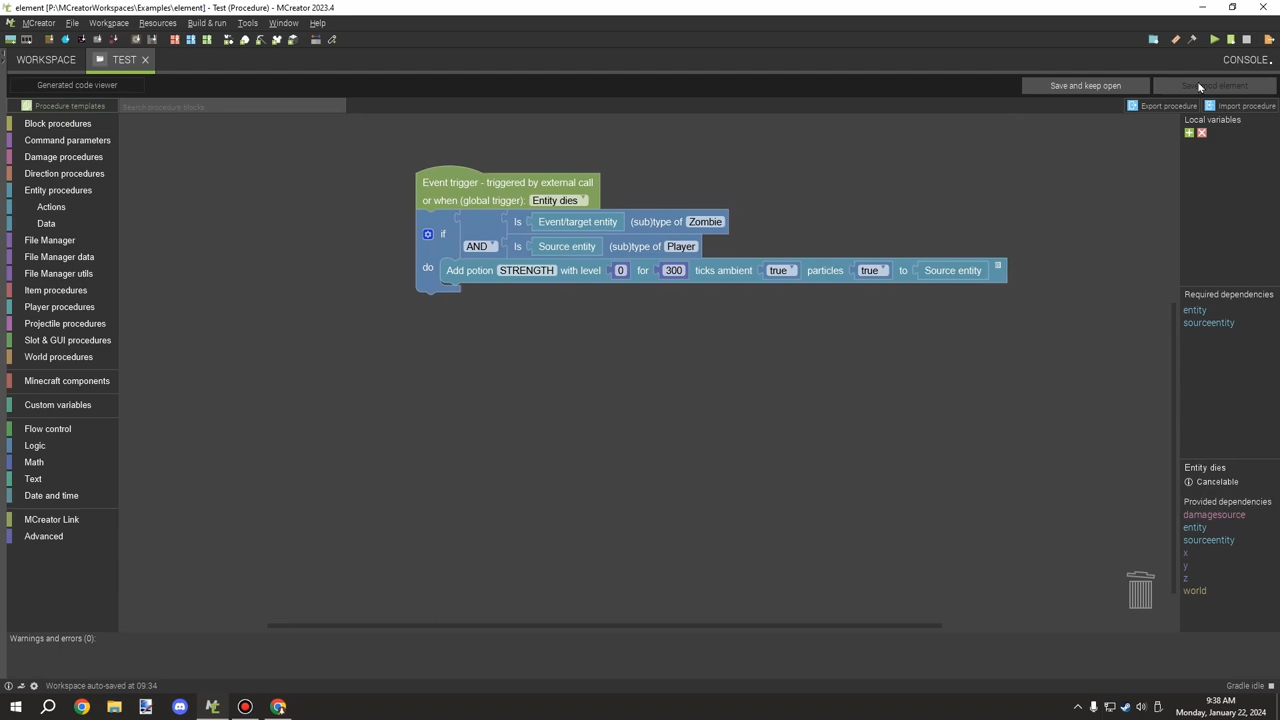 element [P:\MCreatorWorkspaces\Examples\element] - Test (Procedure) - MCreator 2023.4
MCreator File Workspace Resources Build & run Tools Window Help
WORKSPACE TEST CONSOLE
Generated code viewer Save and keep open Save mod element
Procedure templates Search procedure blocks Export procedure Import procedure
Local variables
Block procedures
Command parameters
Damage procedures
Direction procedures
Entity procedures
Actions
Data
File Manager
File Manager data
File Manager utils
Item procedures
Player procedures
Projectile procedures
Slot & GUI procedures
World procedures
Minecraft components
Custom variables
Flow control
Logic
Math
Text
Date and time
MCreator Link
Advanced
Event trigger - triggered by external call
or when (global trigger): Entity dies
if
Is Event/target entity (sub)type of Zombie
AND Is Source entity (sub)type of Player
do Add potion STRENGTH with level 0 for 300 ticks ambient true particles true to Source entity
Required dependencies
entity
sourceentity
Entity dies
Cancelable
Provided dependencies
damagesource
entity
sourceentity
x
y
z
world
Warnings and errors (0):
Workspace auto-saved at 09:34 Gradle idle
9:38 AM
Monday, January 22, 2024